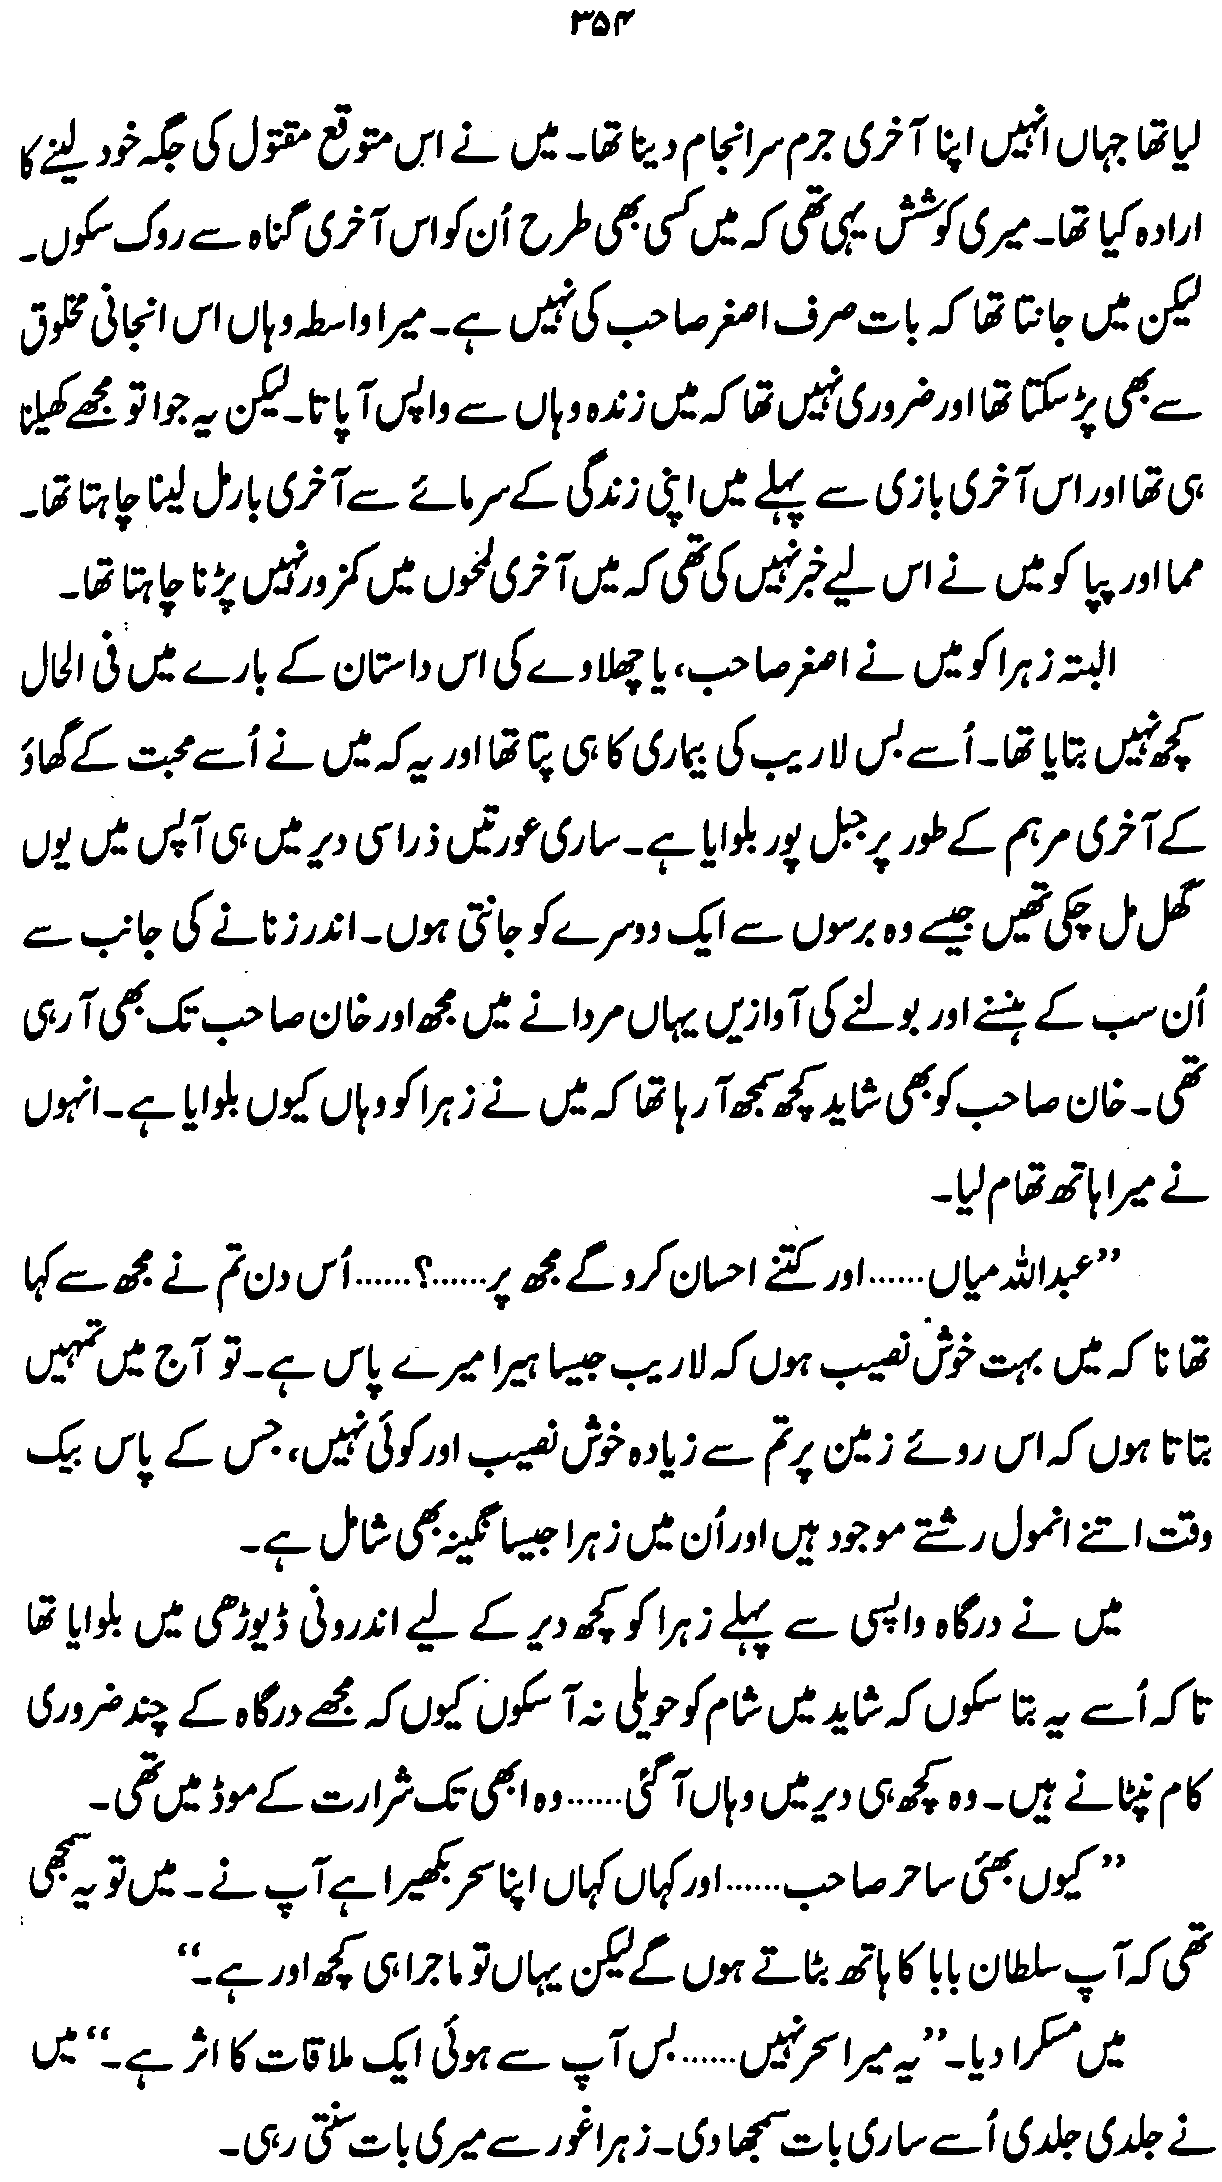 ۳۵۴
لیا تھا جہاں انہیں اپنا آخری جرم سرانجام دینا تھا۔ میں نے اس متوقع مقتول کی جگہ خود لینے کا
ارادہ کیا تھا۔ میری کوشش یہی تھی کہ میں کسی بھی طرح اُن کو اس آخری گناہ سے روک سکوں۔
لیکن میں جانتا تھا کہ بات صرف اصغر صاحب کی نہیں ہے۔ میرا واسطہ وہاں اس انجانی مخلوق
سے بھی پڑ سکتا تھا اور ضروری نہیں تھا کہ میں زندہ وہاں سے واپس آ پاتا۔ لیکن یہ جوا تو مجھے کھیلنا
ہی تھا اور اس آخری بازی سے پہلے میں اپنی زندگی کے سرمائے سے آخری بار مل لینا چاہتا تھا۔
مما اور پپا کو میں نے اس لیے خبر نہیں کی تھی کہ میں آخری لمحوں میں کمزور نہیں پڑنا چاہتا تھا۔
البتہ زہرا کو میں نے اصغر صاحب، یا چھلاوے کی اس داستان کے بارے میں فی الحال
کچھ نہیں بتایا تھا۔ اُسے بس لاریب کی بیماری کا ہی پتا تھا اور یہ کہ میں نے اُسے محبت کے گھاؤ
کے آخری مرہم کے طور پر جبل پور بلوایا ہے۔ ساری عورتیں ذرا سی دیر میں ہی آپس میں یوں
گھل مل چکی تھیں جیسے وہ برسوں سے ایک دوسرے کو جانتی ہوں۔ اندر زنانے کی جانب سے
اُن سب کے ہنسنے اور بولنے کی آوازیں یہاں مردانے میں مجھ اور خان صاحب تک بھی آ رہی
تھی۔ خان صاحب کو بھی شاید کچھ سمجھ آ رہا تھا کہ میں نے زہرا کو وہاں کیوں بلوایا ہے۔ انہوں
نے میرا ہاتھ تھام لیا۔
”عبداللہ میاں...... اور کتنے احسان کرو گے مجھ پر......؟...... اُس دن تم نے مجھ سے کہا
تھا نا کہ میں بہت خوش نصیب ہوں کہ لاریب جیسا ہیرا میرے پاس ہے۔ تو آج میں تمہیں
بتاتا ہوں کہ اس روئے زمین پر تم سے زیادہ خوش نصیب اور کوئی نہیں، جس کے پاس بیک
وقت اتنے انمول رشتے موجود ہیں اور اُن میں زہرا جیسا نگینہ بھی شامل ہے۔
میں نے درگاہ واپسی سے پہلے زہرا کو کچھ دیر کے لیے اندرونی ڈیوڑھی میں بلوایا تھا
تا کہ اُسے یہ بتا سکوں کہ شاید میں شام کو حویلی نہ آ سکوں کیوں کہ مجھے درگاہ کے چند ضروری
کام نپٹانے ہیں۔ وہ کچھ ہی دیر میں وہاں آ گئی...... وہ ابھی تک شرارت کے موڈ میں تھی۔
”کیوں بھئی ساحر صاحب...... اور کہاں کہاں اپنا سحر بکھیرا ہے آپ نے۔ میں تو یہ سمجھی
تھی کہ آپ سلطان بابا کا ہاتھ بٹاتے ہوں گے لیکن یہاں تو ماجرا ہی کچھ اور ہے۔“
میں مسکرا دیا۔ ”یہ میرا سحر نہیں...... بس آپ سے ہوئی ایک ملاقات کا اثر ہے۔“ میں
نے جلدی جلدی اُسے ساری بات سمجھا دی۔ زہرا غور سے میری بات سنتی رہی۔